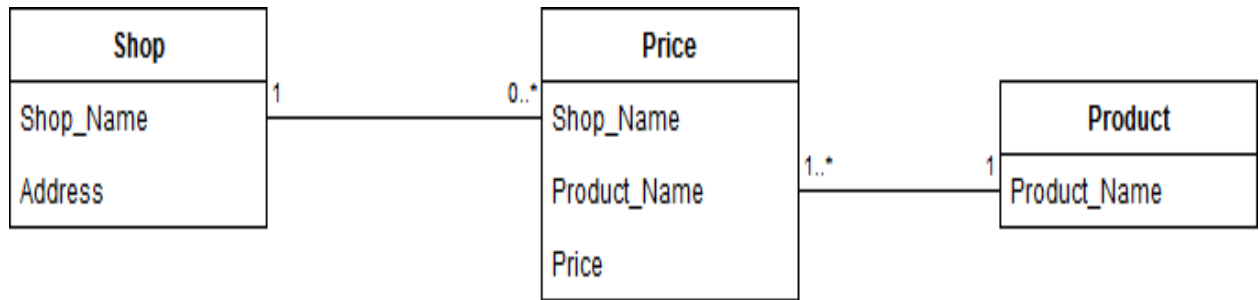 Shop
Shop_Name
Address
1
0..*
Price
Shop_Name
Product_Name
Price
1..*
1
Product
Product_Name